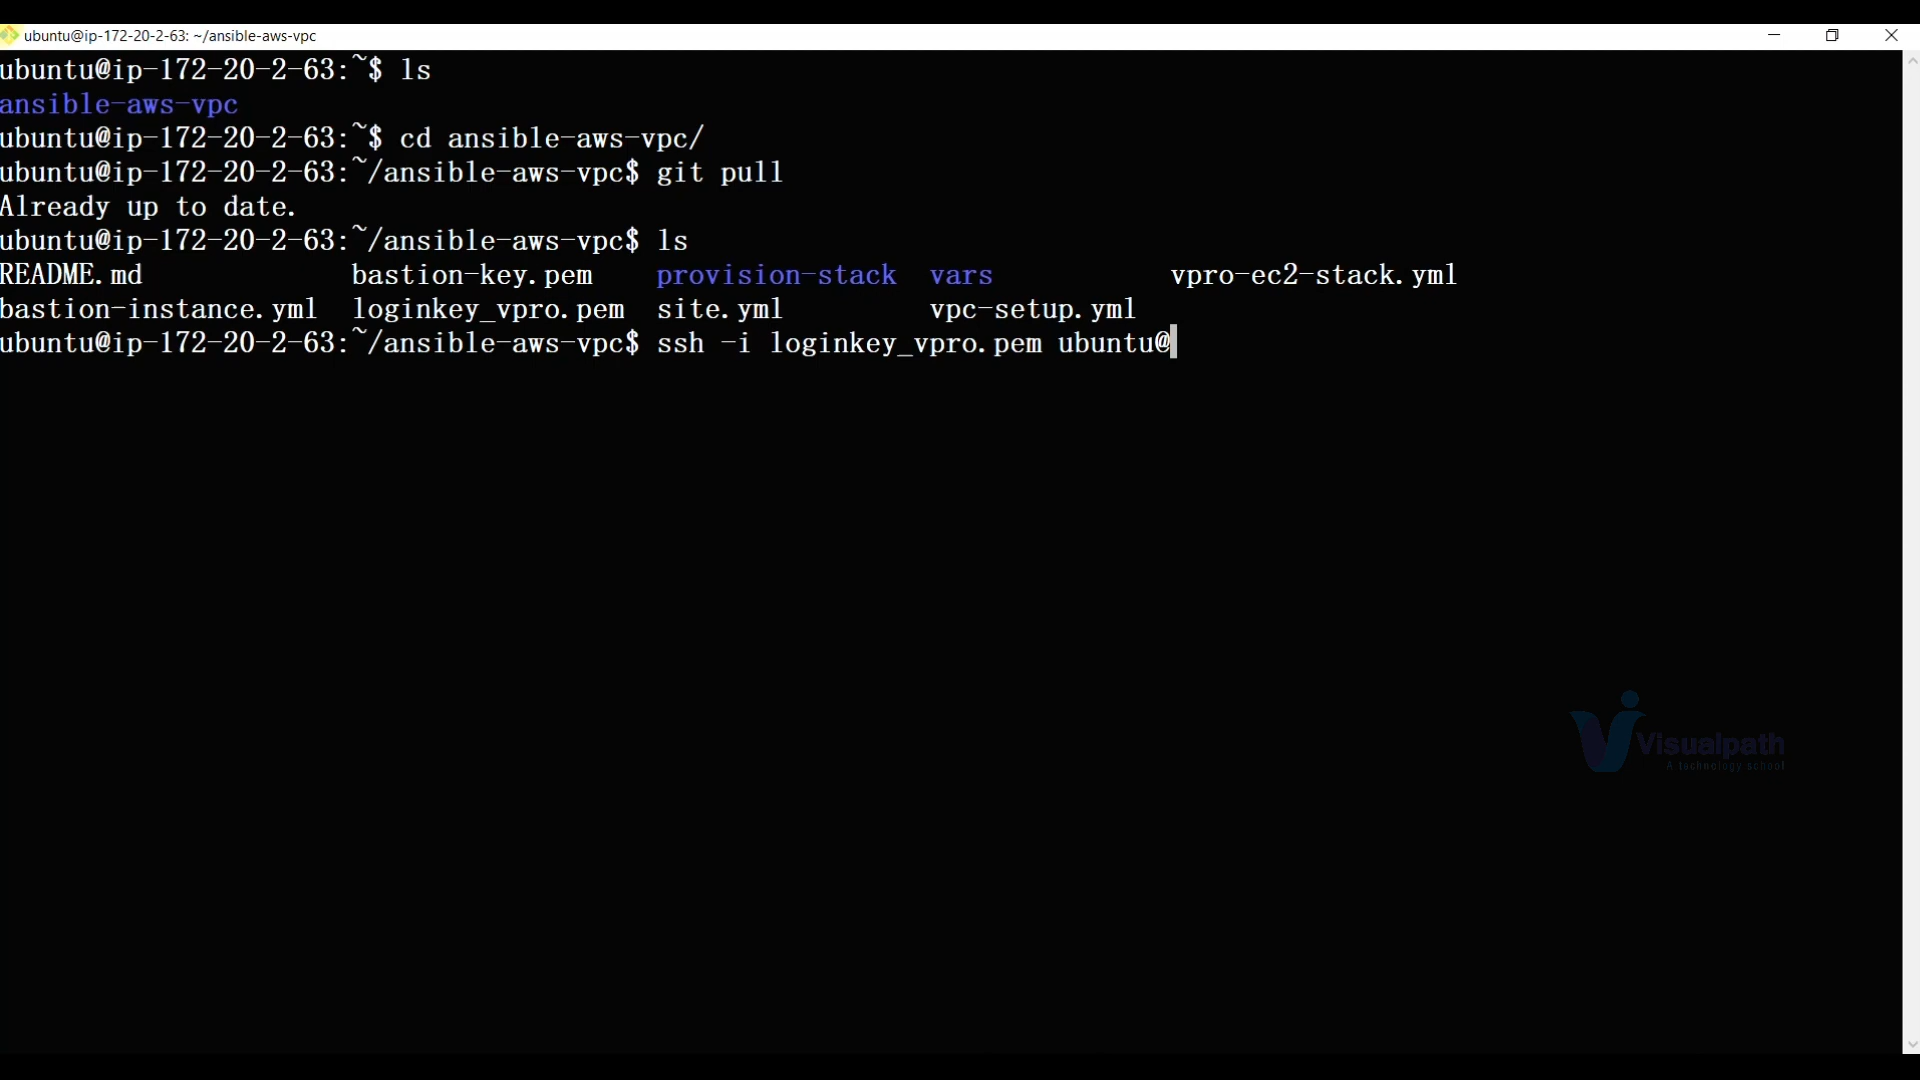 ubuntu@ip-172-20-2-63: ~/ansible-aws-vpc
ubuntu@ip-172-20-2-63:~$ ls
ansible-aws-vpc
ubuntu@ip-172-20-2-63:~$ cd ansible-aws-vpc/
ubuntu@ip-172-20-2-63:~/ansible-aws-vpc$ git pull
Already up to date.
ubuntu@ip-172-20-2-63:~/ansible-aws-vpc$ ls
README.md bastion-key.pem provision-stack vars vpro-ec2-stack.yml
bastion-instance.yml loginkey_vpro.pem site.yml vpc-setup.yml
ubuntu@ip-172-20-2-63:~/ansible-aws-vpc$ ssh -i loginkey_vpro.pem ubuntu@
Visualpath
A technology school